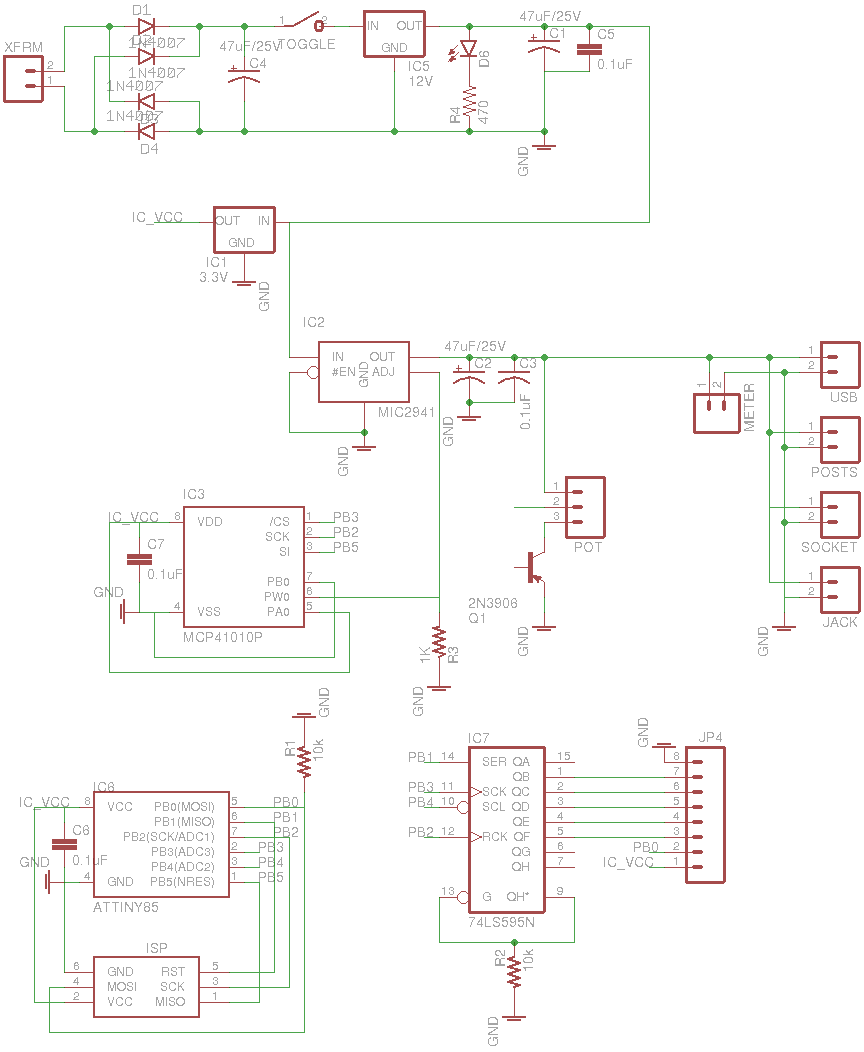 D1
XFRM
2
1
1N4007
1N4007
1N4007
D4
47uF/25V
C4
1
2
TOGGLE
IN
OUT
GND
IC5
12V
D6
R4
470
47uF/25V
C1
C5
0.1uF
GND
IC_VCC
OUT
IN
GND
IC1
3.3V
GND
IC2
IN
OUT
#EN
GND
ADJ
MIC2941
GND
47uF/25V
C2
C3
0.1uF
GND
1
2
METER
1
2
USB
1
2
POSTS
1
2
SOCKET
1
2
JACK
GND
1
2
3
POT
2N3906
Q1
GND
IC3
IC_VCC
8
VDD
/CS
1
PB3
SCK
2
PB2
SI
3
PB5
C7
0.1uF
GND
PB0
7
PW0
6
4
VSS
PA0
5
MCP41010P
1K
R3
GND
GND
R1
10k
IC6
IC_VCC
8
VCC
PB0(MOSI)
5
PB0
PB1(MISO)
6
PB1
PB2(SCK/ADC1)
7
PB2
PB3(ADC3)
2
PB3
PB4(ADC2)
3
PB4
PB5(NRES)
1
PB5
C6
0.1uF
GND
4
GND
ATTINY85
ISP
6
GND
RST
5
4
MOSI
SCK
3
2
VCC
MISO
1
IC7
PB1
14
SER
QA
15
QB
1
PB3
11
SCK
QC
2
PB4
10
SCL
QD
3
QE
4
PB2
12
RCK
QF
5
QG
6
QH
7
13
G
QH*
9
74LS595N
R2
10k
GND
GND
JP4
8
7
6
5
4
3
PB0
2
IC_VCC
1